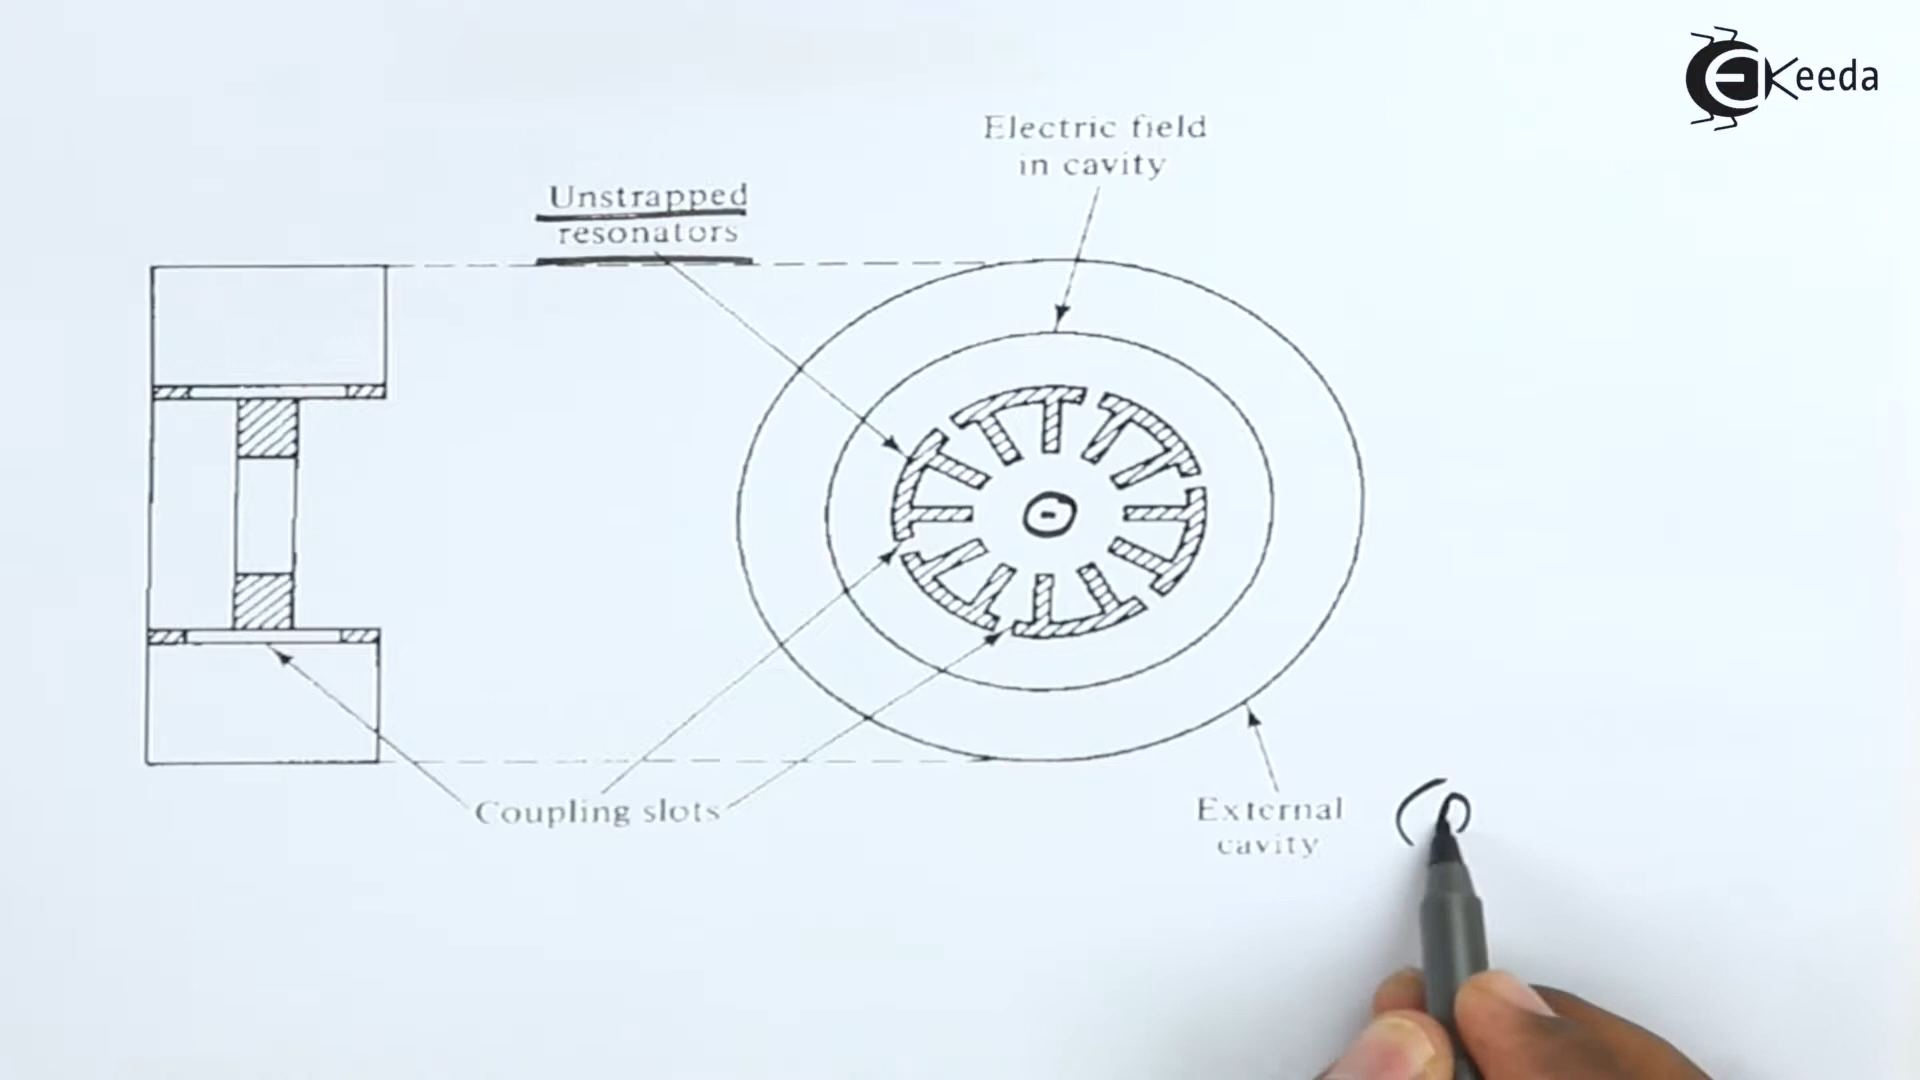 EKeeda
Electric field
in cavity
Unstrapped
resonators
Coupling slots
External
cavity